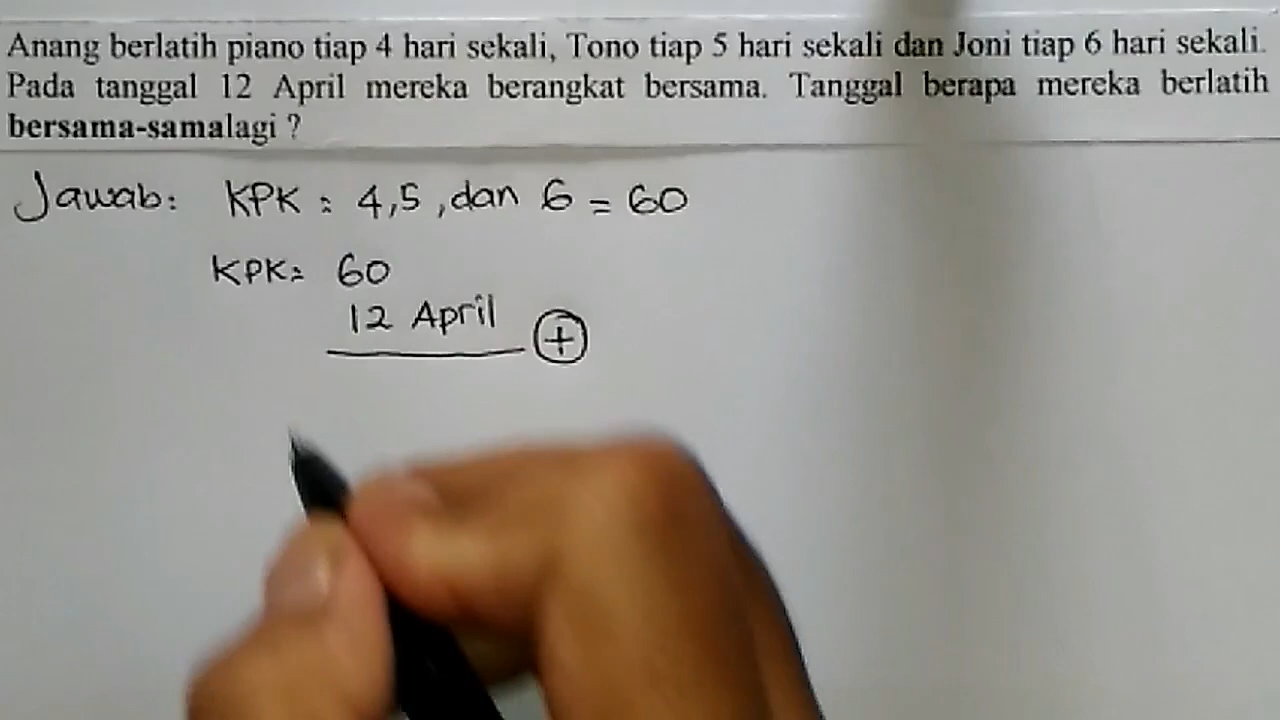 Anang berlatih piano tiap 4 hari sekali, Tono tiap 5 hari sekali dan Joni tiap 6 hari sekali.
Pada tanggal 12 April mereka berangkat bersama. Tanggal berapa mereka berlatih
bersama-samalagi ?
Jawab: KPK : 4,5, dan 6 = 60
KPK= 60
12 April +